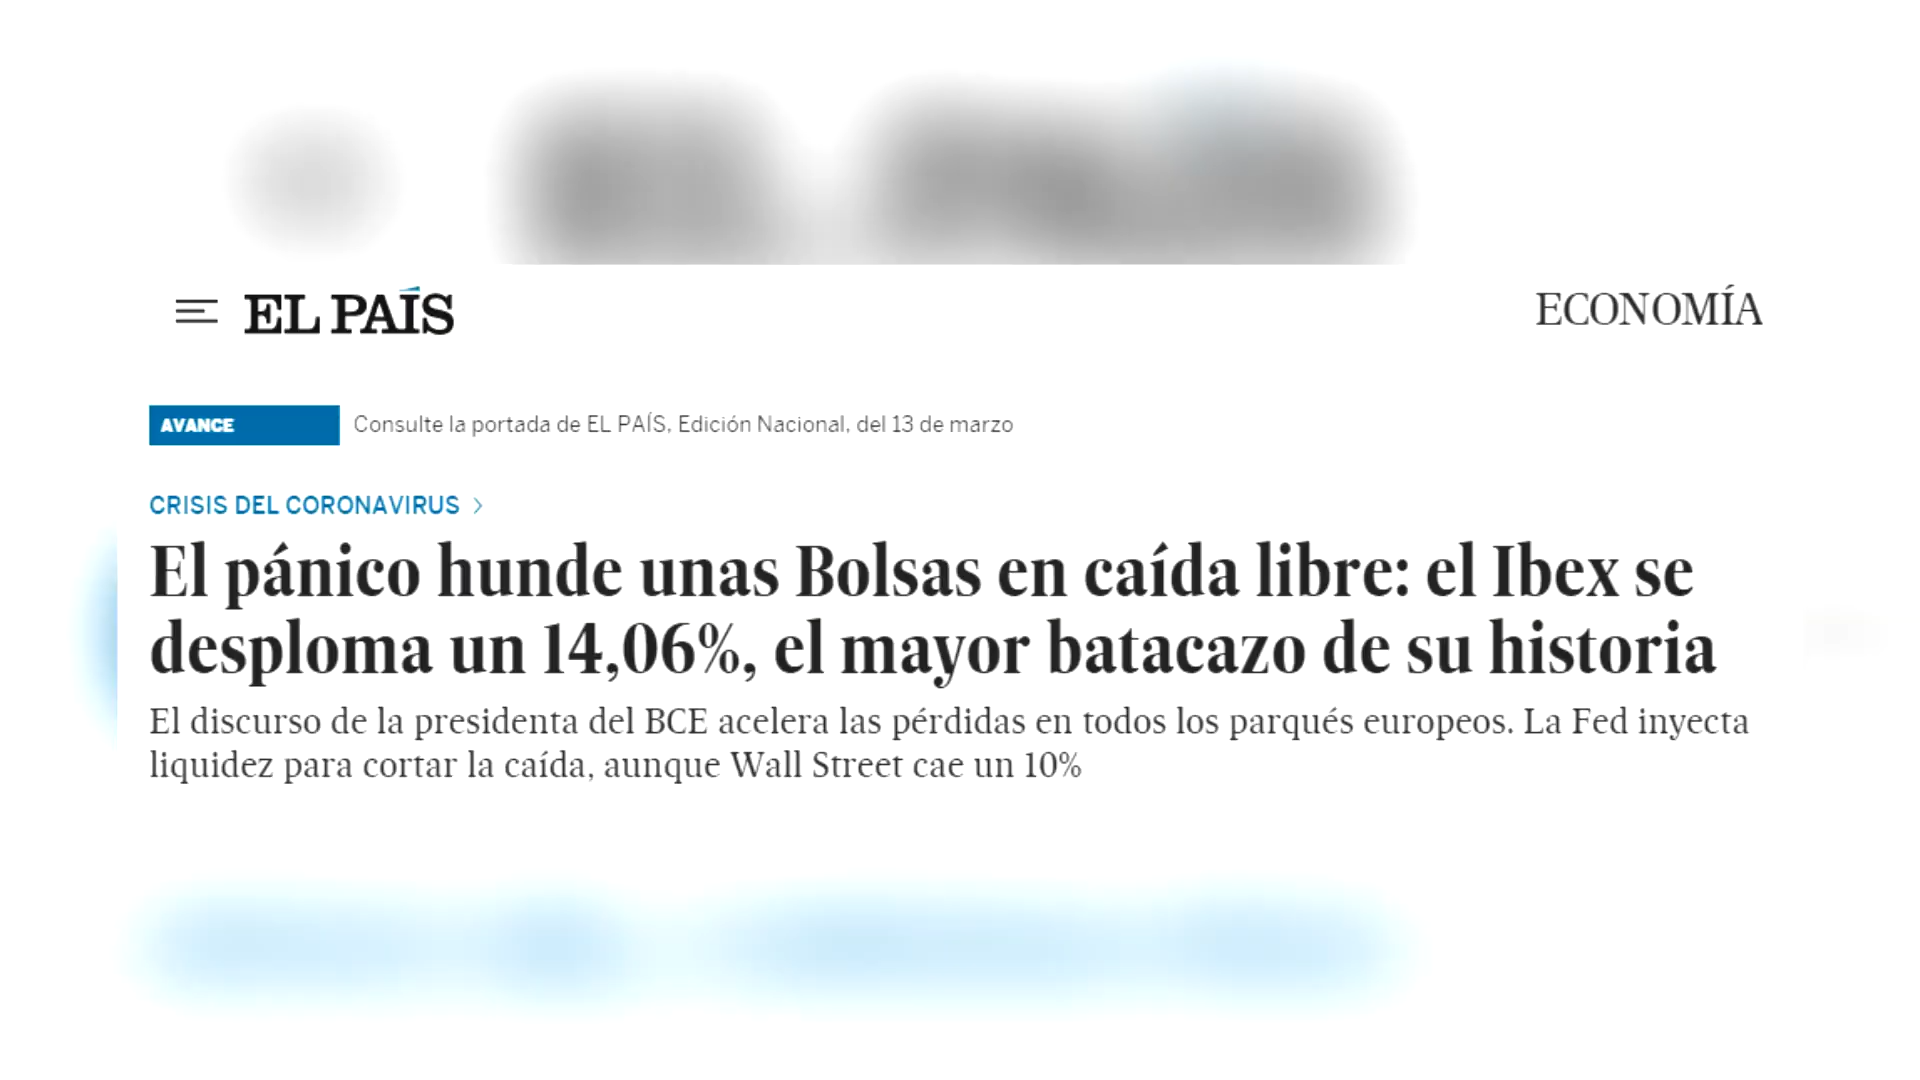 EL PAÍS
ECONOMÍA
AVANCE Consulte la portada de EL PAÍS, Edición Nacional, del 13 de marzo
CRISIS DEL CORONAVIRUS >
El pánico hunde unas Bolsas en caída libre: el Ibex se
desploma un 14,06%, el mayor batacazo de su historia
El discurso de la presidenta del BCE acelera las pérdidas en todos los parqués europeos. La Fed inyecta
liquidez para cortar la caída, aunque Wall Street cae un 10%